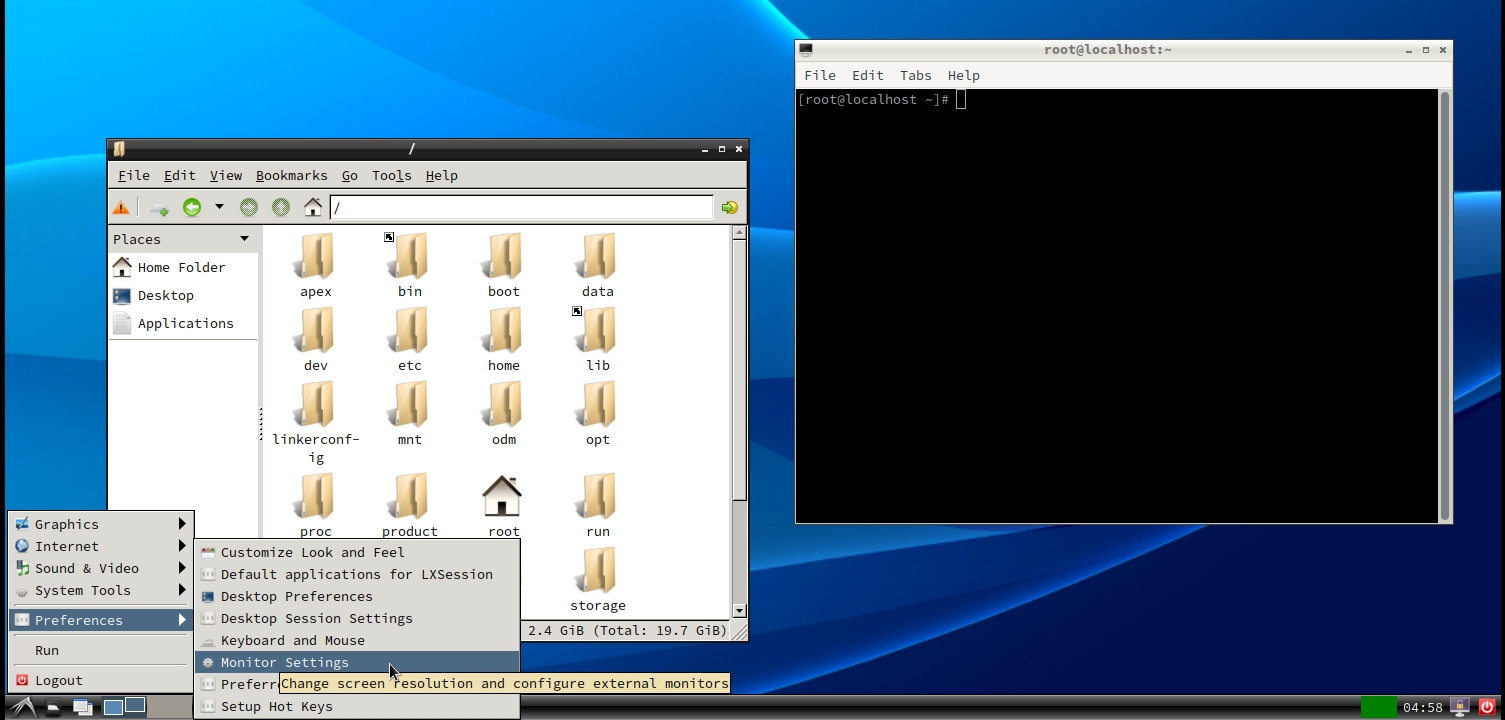 root@localhost:~
File Edit Tabs Help
[root@localhost ~]#
/
File Edit View Bookmarks Go Tools Help
/
Places
Home Folder
Desktop
Applications
apex bin boot data
dev etc home lib
linkerconf-
ig
mnt odm opt
proc product root run
storage
2.4 GiB (Total: 19.7 GiB)
Graphics
Internet
Sound & Video
System Tools
Preferences
Run
Logout
Customize Look and Feel
Default applications for LXSession
Desktop Preferences
Desktop Session Settings
Keyboard and Mouse
Monitor Settings
Preferr
Change screen resolution and configure external monitors
Setup Hot Keys
04:58